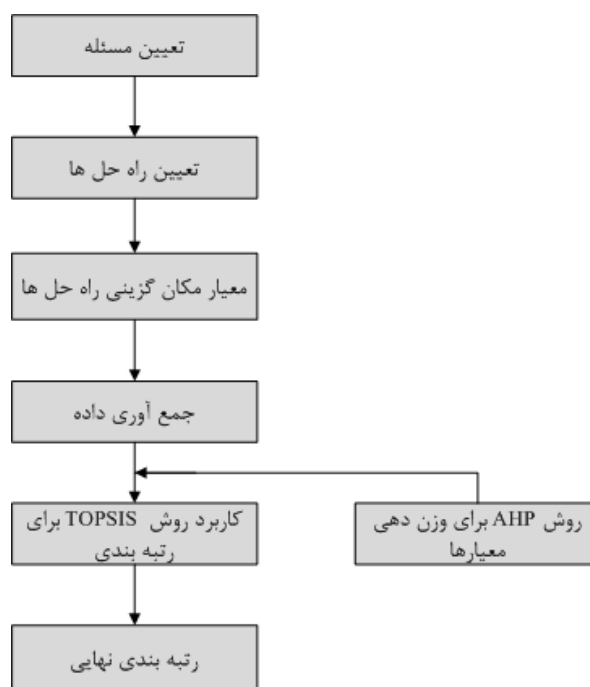 تعیین مسئله
تعیین راه حل ها
معیار مکان گزینی راه حل ها
جمع آوری داده
کاربرد روش TOPSIS برای
رتبه بندی
روش AHP برای وزن دهی
معیارها
رتبه بندی نهایی